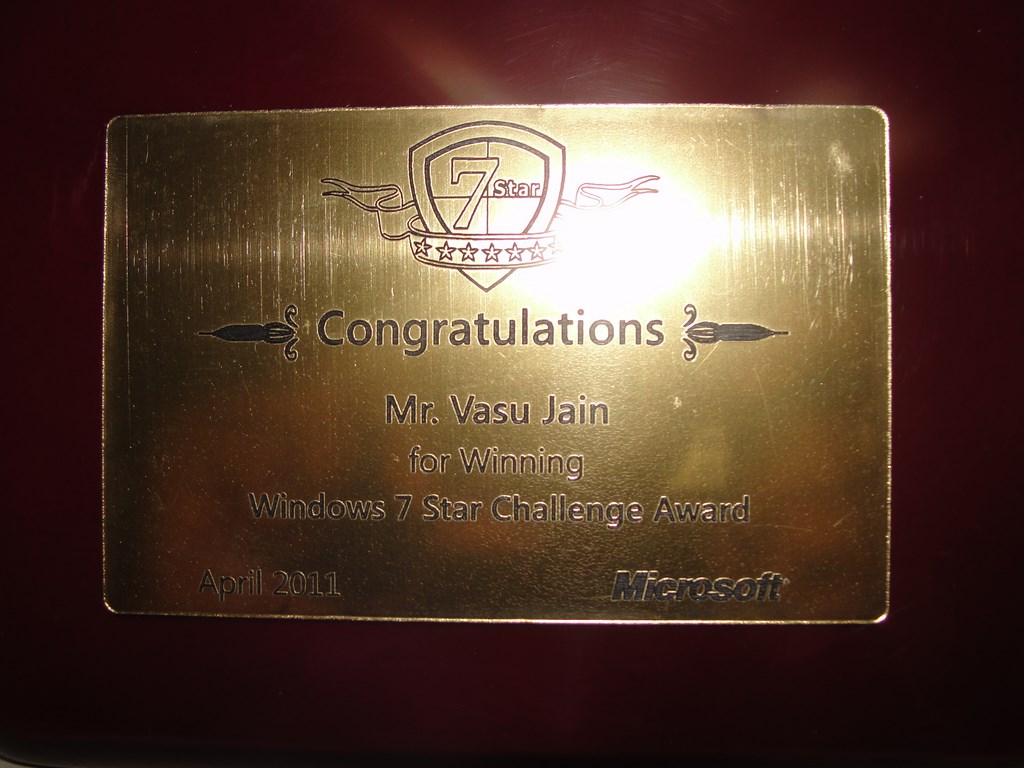 7 Star
Congratulations
Mr. Vasu Jain
for Winning
Windows 7 Star Challenge Award
April 2011 Microsoft